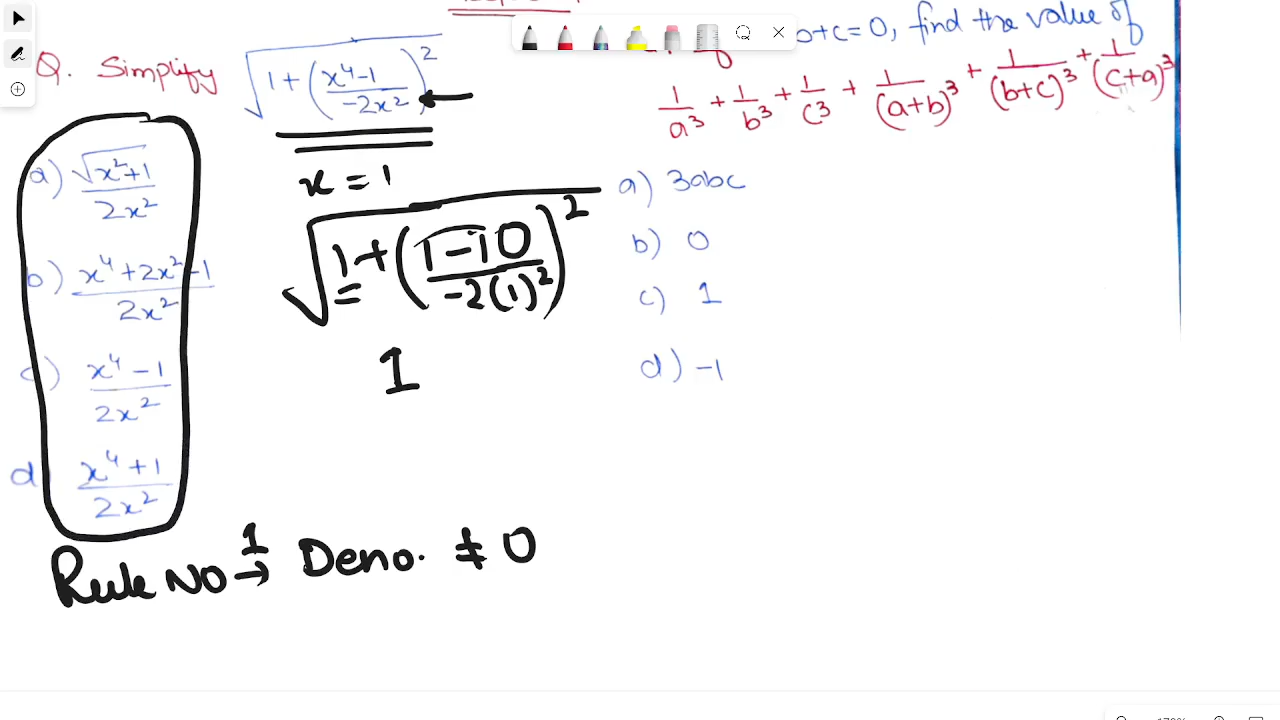 Q. Simplify √(1+((x⁴-1)/(-2x²))²)
a) √(x²+1)/2x²
b) (x⁴+2x²-1)/2x²
c) (x⁴-1)/2x²
d) (x⁴+1)/2x²
x = 1
√(1+((1-1 0)/(-2(1)²))²)
1
Rule No 1 → Deno. ≠ 0
b+c=0, find the value of
1/a³ + 1/b³ + 1/c³ + 1/(a+b)³ + 1/(b+c)³ + 1/(c+a)³
a) 3abc
b) 0
c) 1
d) -1